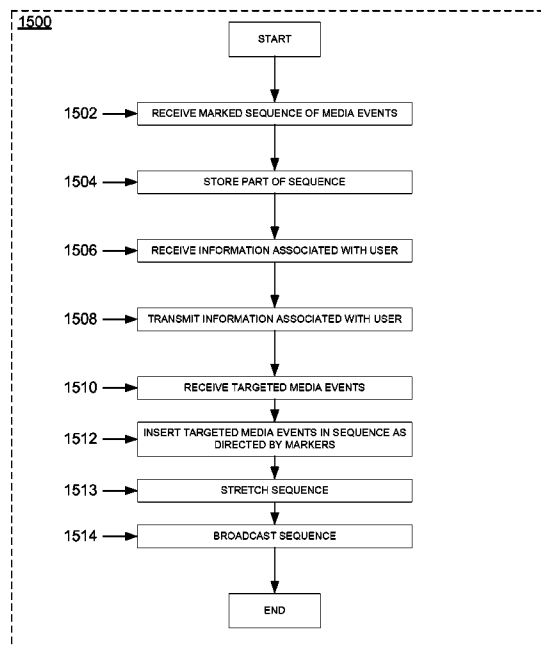 1500
START
1502 RECEIVE MARKED SEQUENCE OF MEDIA EVENTS
1504 STORE PART OF SEQUENCE
1506 RECEIVE INFORMATION ASSOCIATED WITH USER
1508 TRANSMIT INFORMATION ASSOCIATED WITH USER
1510 RECEIVE TARGETED MEDIA EVENTS
1512 INSERT TARGETED MEDIA EVENTS IN SEQUENCE AS
DIRECTED BY MARKERS
1513 STRETCH SEQUENCE
1514 BROADCAST SEQUENCE
END